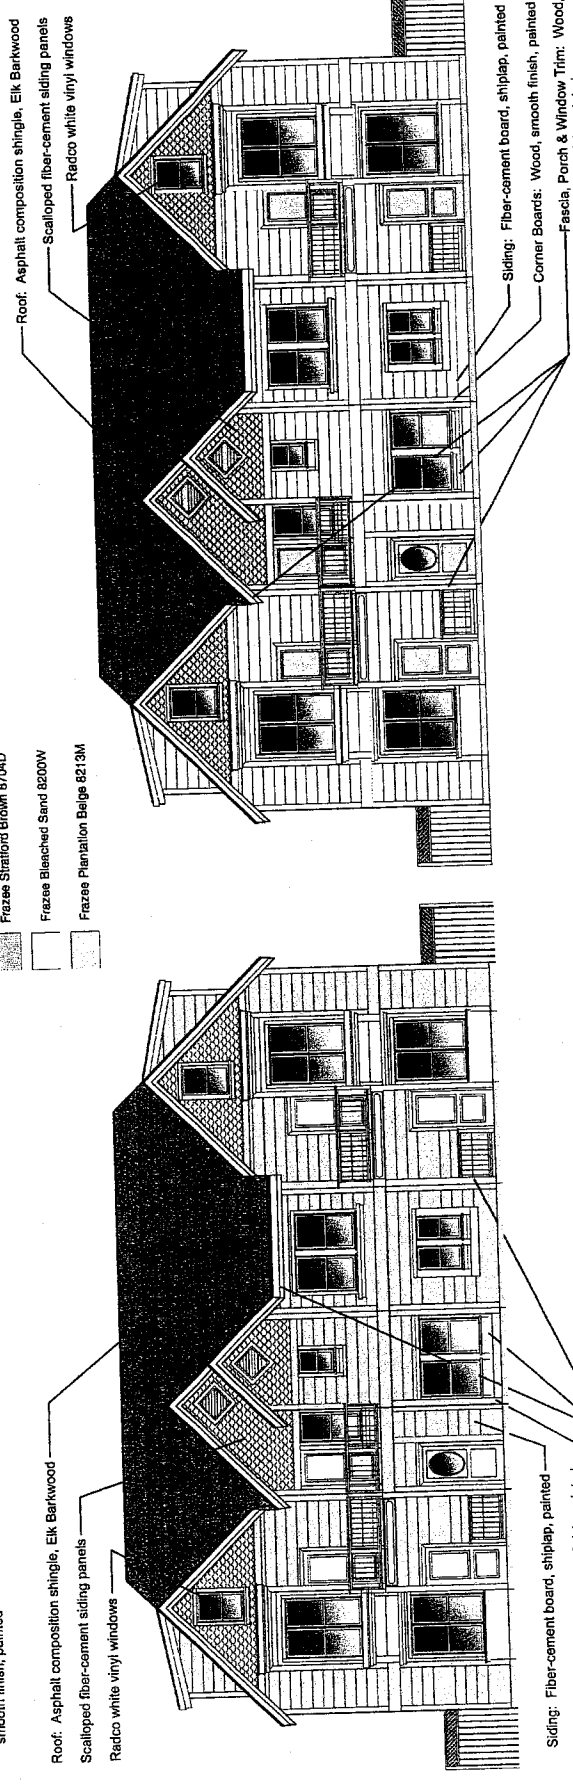 Frazee Stratford Brown 8704D
Frazee Bleached Sand 8200W
Frazee Plantation Beige 8213M
Roof: Asphalt composition shingle, Elk Barkwood
Scalloped fiber-cement siding panels
Radco white vinyl windows
Siding: Fiber-cement board, shiplap, painted
Corner Boards: Wood, smooth finish, painted
Fascia, Porch & Window Trim: Wood,
smooth finish, painted
Roof: Asphalt composition shingle, Elk Barkwood
Scalloped fiber-cement siding panels
Radco white vinyl windows
Siding: Fiber-cement board, shiplap, painted